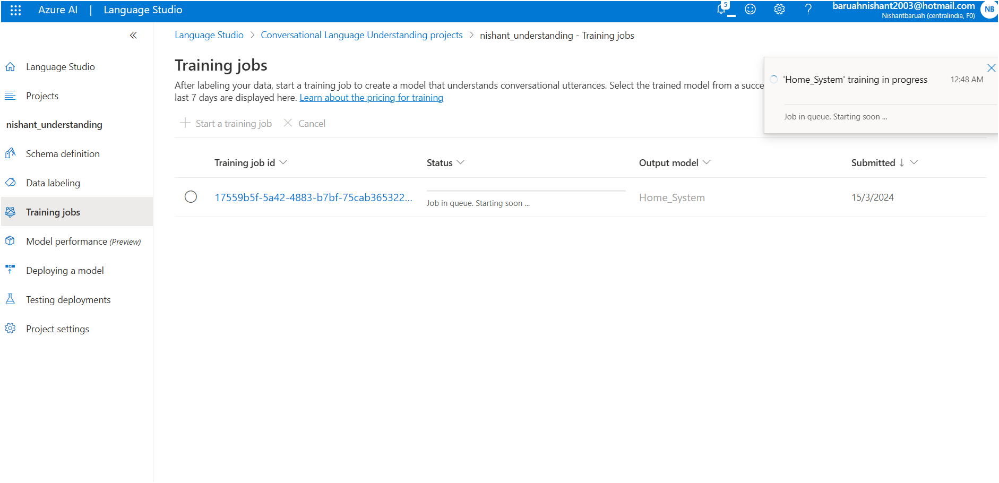 Azure AI | Language Studio
5
baruahnishant2003@hotmail.com
Nishantbaruah (centralindia, F0)
NB
Language Studio > Conversational Language Understanding projects > nishant_understanding - Training jobs
Language Studio
Projects
nishant_understanding
Schema definition
Data labeling
Training jobs
Model performance (Preview)
Deploying a model
Testing deployments
Project settings
Training jobs
After labeling your data, start a training job to create a model that understands conversational utterances. Select the trained model from a succe
last 7 days are displayed here. Learn about the pricing for training
Start a training job Cancel
'Home_System' training in progress 12:48 AM
Job in queue. Starting soon ...
Training job id Status Output model Submitted ↓
17559b5f-5a42-4883-b7bf-75cab365322... Job in queue. Starting soon ... Home_System 15/3/2024